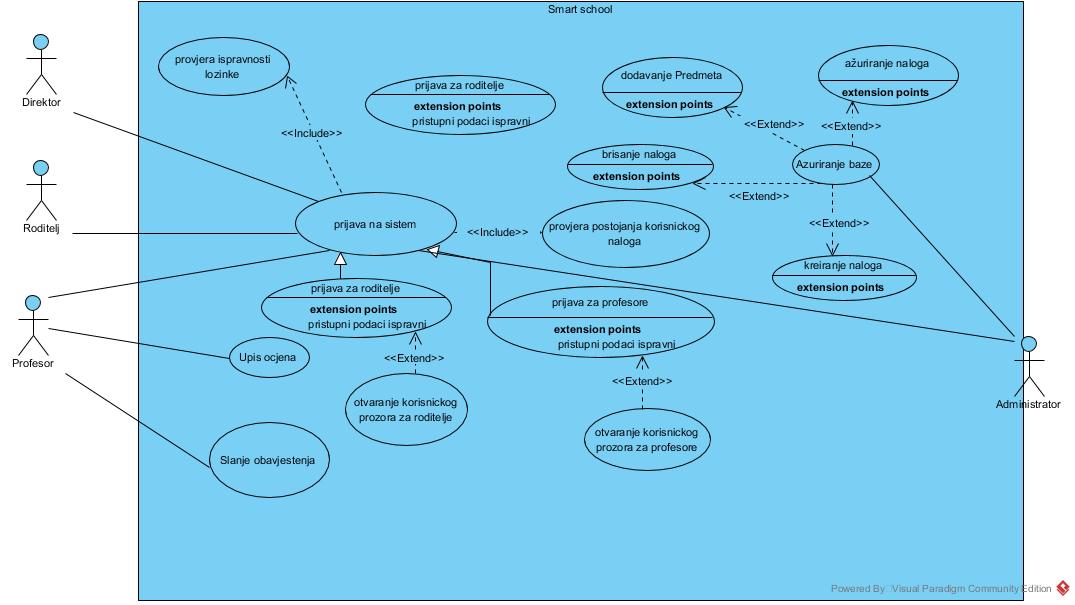 Smart school
Direktor
Roditelj
Profesor
Administrator
provjera ispravnosti
lozinke
<<Include>>
prijava za roditelje
extension points
pristupni podaci ispravni
dodavanje Predmeta
extension points
ažuriranje naloga
extension points
<<Extend>>
<<Extend>>
brisanje naloga
extension points
Azuriranje baze
<<Extend>>
<<Extend>>
prijava na sistem
<<Include>>
provjera postojanja korisnickog
naloga
kreiranje naloga
extension points
prijava za roditelje
extension points
pristupni podaci ispravni
prijava za profesore
extension points
pristupni podaci ispravni
Upis ocjena
<<Extend>>
<<Extend>>
otvaranje korisnickog
prozora za roditelje
otvaranje korisnickog
prozora za profesore
Slanje obavjestenja
Powered By Visual Paradigm Community Edition